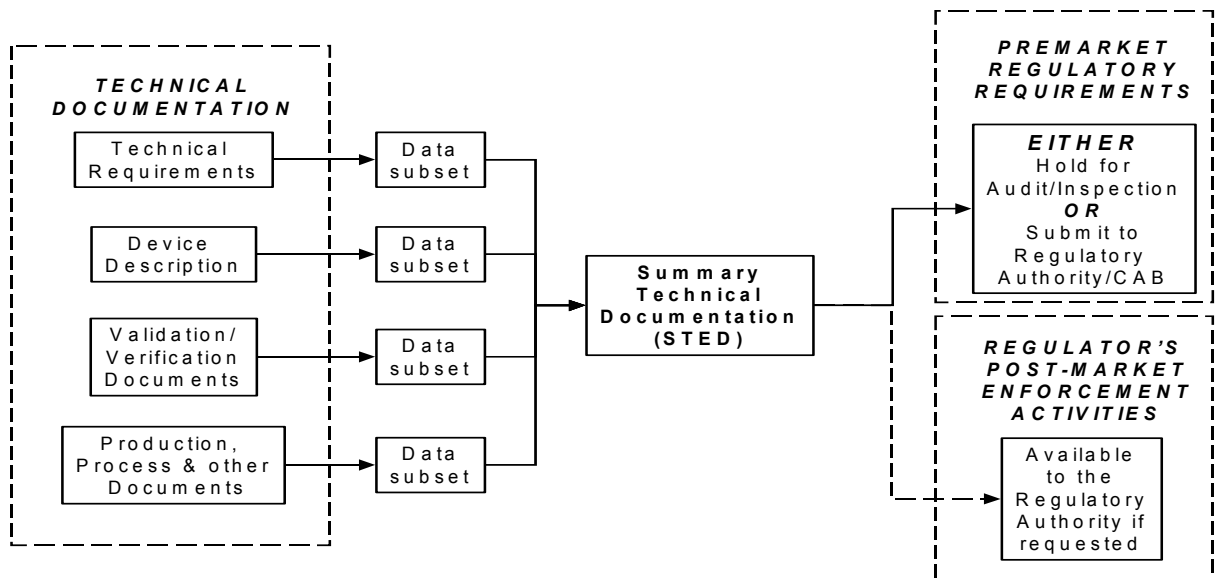 TECHNICAL
DOCUMENTATION
Technical
Requirements
Data
subset
Device
Description
Data
subset
Validation/
Verification
Documents
Data
subset
Production,
Process & other
Documents
Data
subset
Summary
Technical
Documentation
(STED)
PREMARKET
REGULATORY
REQUIREMENTS
EITHER
Hold for
Audit/Inspection
OR
Submit to
Regulatory
Authority/CAB
REGULATOR'S
POST-MARKET
ENFORCEMENT
ACTIVITIES
Available
to the
Regulatory
Authority if
requested